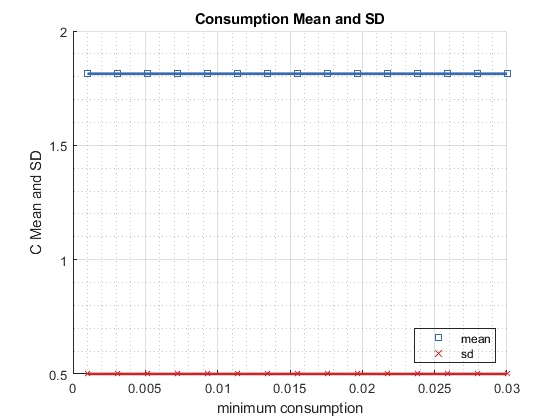 Consumption Mean and SD
2
1.5
1
0.5
C Mean and SD
mean
sd
0
0.005
0.01
0.015
0.02
0.025
0.03
minimum consumption